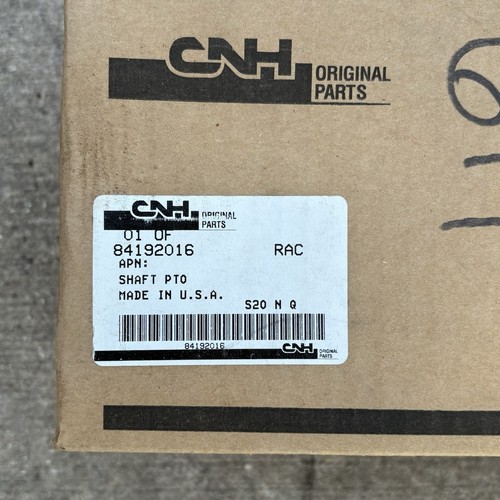 CNH
ORIGINAL
PARTS
CNH
ORIGINAL
PARTS
01 OF
84192016 RAC
APN:
SHAFT PTO
MADE IN U.S.A.
S20 N Q
84192016
CNH
ORIGINAL
PARTS